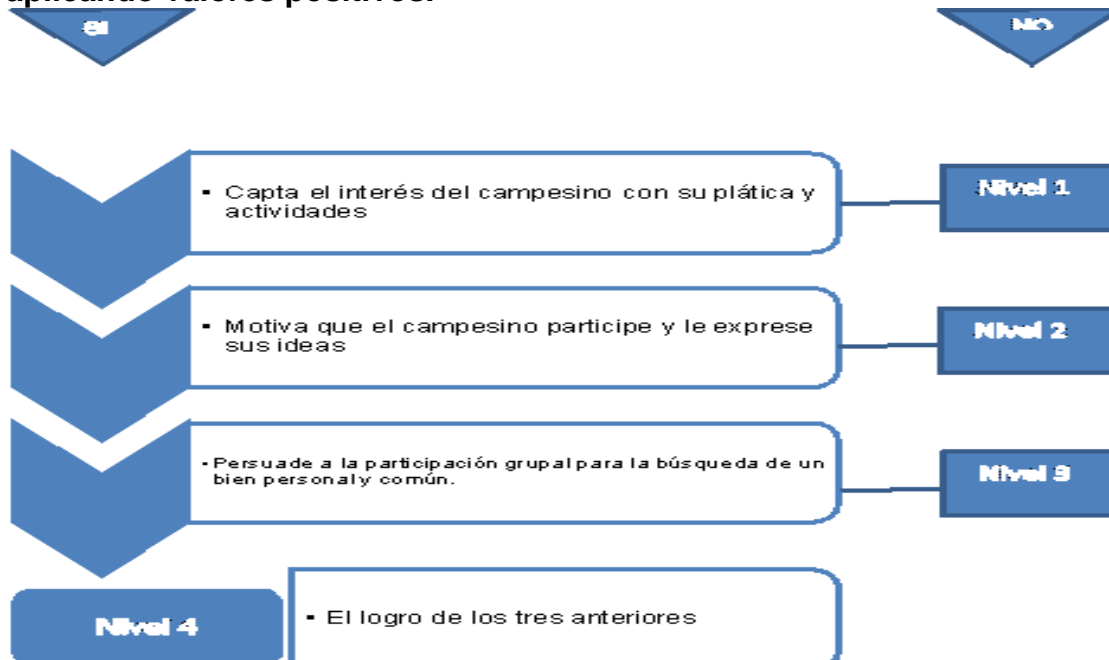 aplicando valores positivos.
SI
NO
▪ Capta el interés del campesino con su plática y
actividades
Nivel 1
▪ Motiva que el campesino participe y le exprese
sus ideas
Nivel 2
▪ Persuade a la participación grupal para la búsqueda de un
bien personal y común.
Nivel 3
Nivel 4
▪ El logro de los tres anteriores